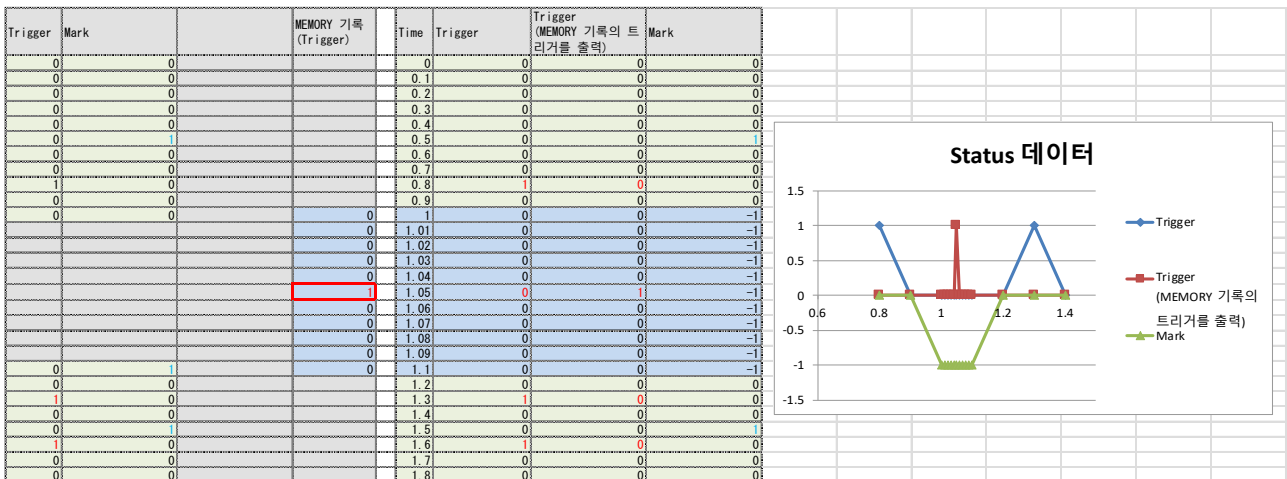 Trigger Mark MEMORY 기록 (Trigger) Time Trigger Trigger (MEMORY 기록의 트리거를 출력) Mark
0 0 0 0 0 0
0 0 0.1 0 0 0
0 0 0.2 0 0 0
0 0 0.3 0 0 0
0 0 0.4 0 0 0
0 1 0.5 0 0 1
0 0 0.6 0 0 0
0 0 0.7 0 0 0
1 0 0.8 1 0 0
0 0 0.9 0 0 0
0 0 0 1 0 0 -1
0 1.01 0 0 -1
0 1.02 0 0 -1
0 1.03 0 0 -1
0 1.04 0 0 -1
1 1.05 0 1 -1
0 1.06 0 0 -1
0 1.07 0 0 -1
0 1.08 0 0 -1
0 1.09 0 0 -1
0 1 0 1.1 0 0 -1
0 0 1.2 0 0 0
1 0 1.3 1 0 0
0 0 1.4 0 0 0
0 1 1.5 0 0 1
1 0 1.6 1 0 0
0 0 1.7 0 0 0
0 0 1.8 0 0 0
Status 데이터
1.5
1
0.5
0
-0.5
-1
-1.5
0.6 0.8 1 1.2 1.4
Trigger
Trigger
(MEMORY 기록의
트리거를 출력)
Mark